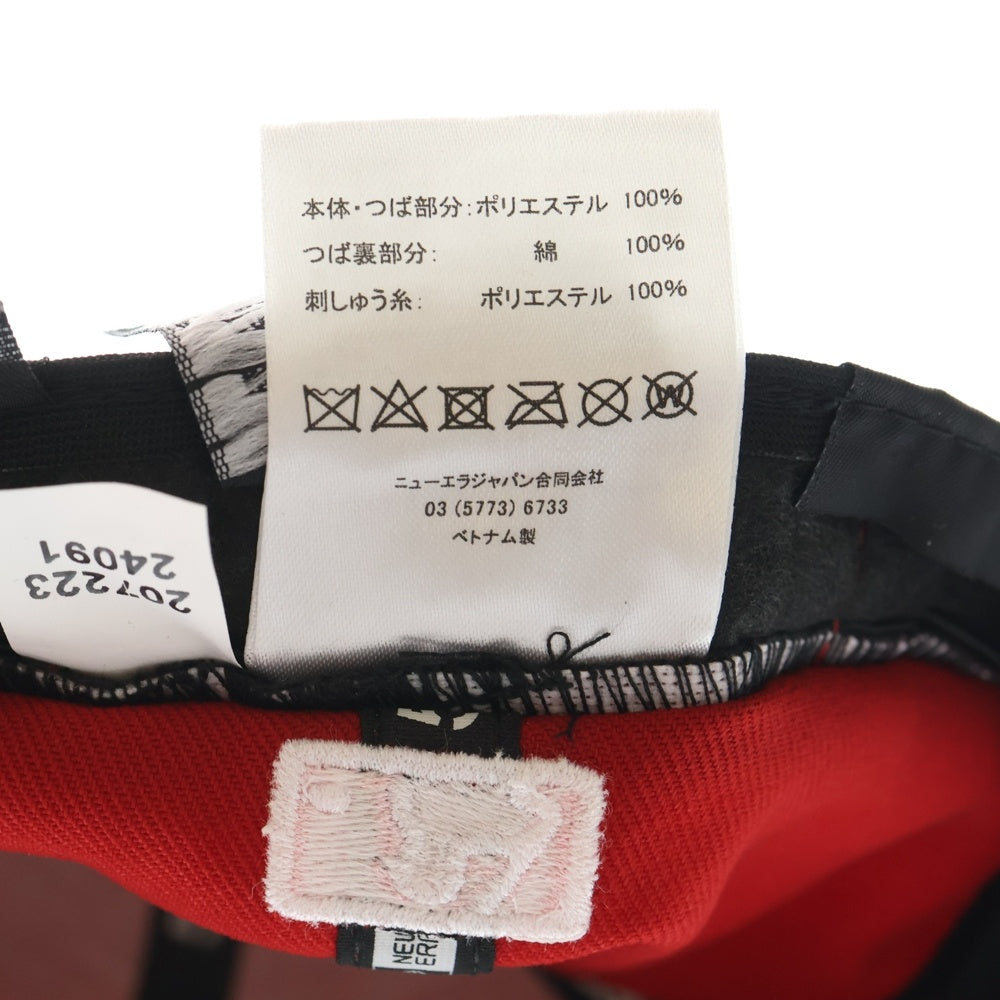 本体・つば部分:ポリエステル 100%
つば裏部分: 綿 100%
刺しゅう糸: ポリエステル 100%
W
ニューエラジャパン合同会社
03 (5773) 6733
ベトナム製
207223
24091
NEW
ERA